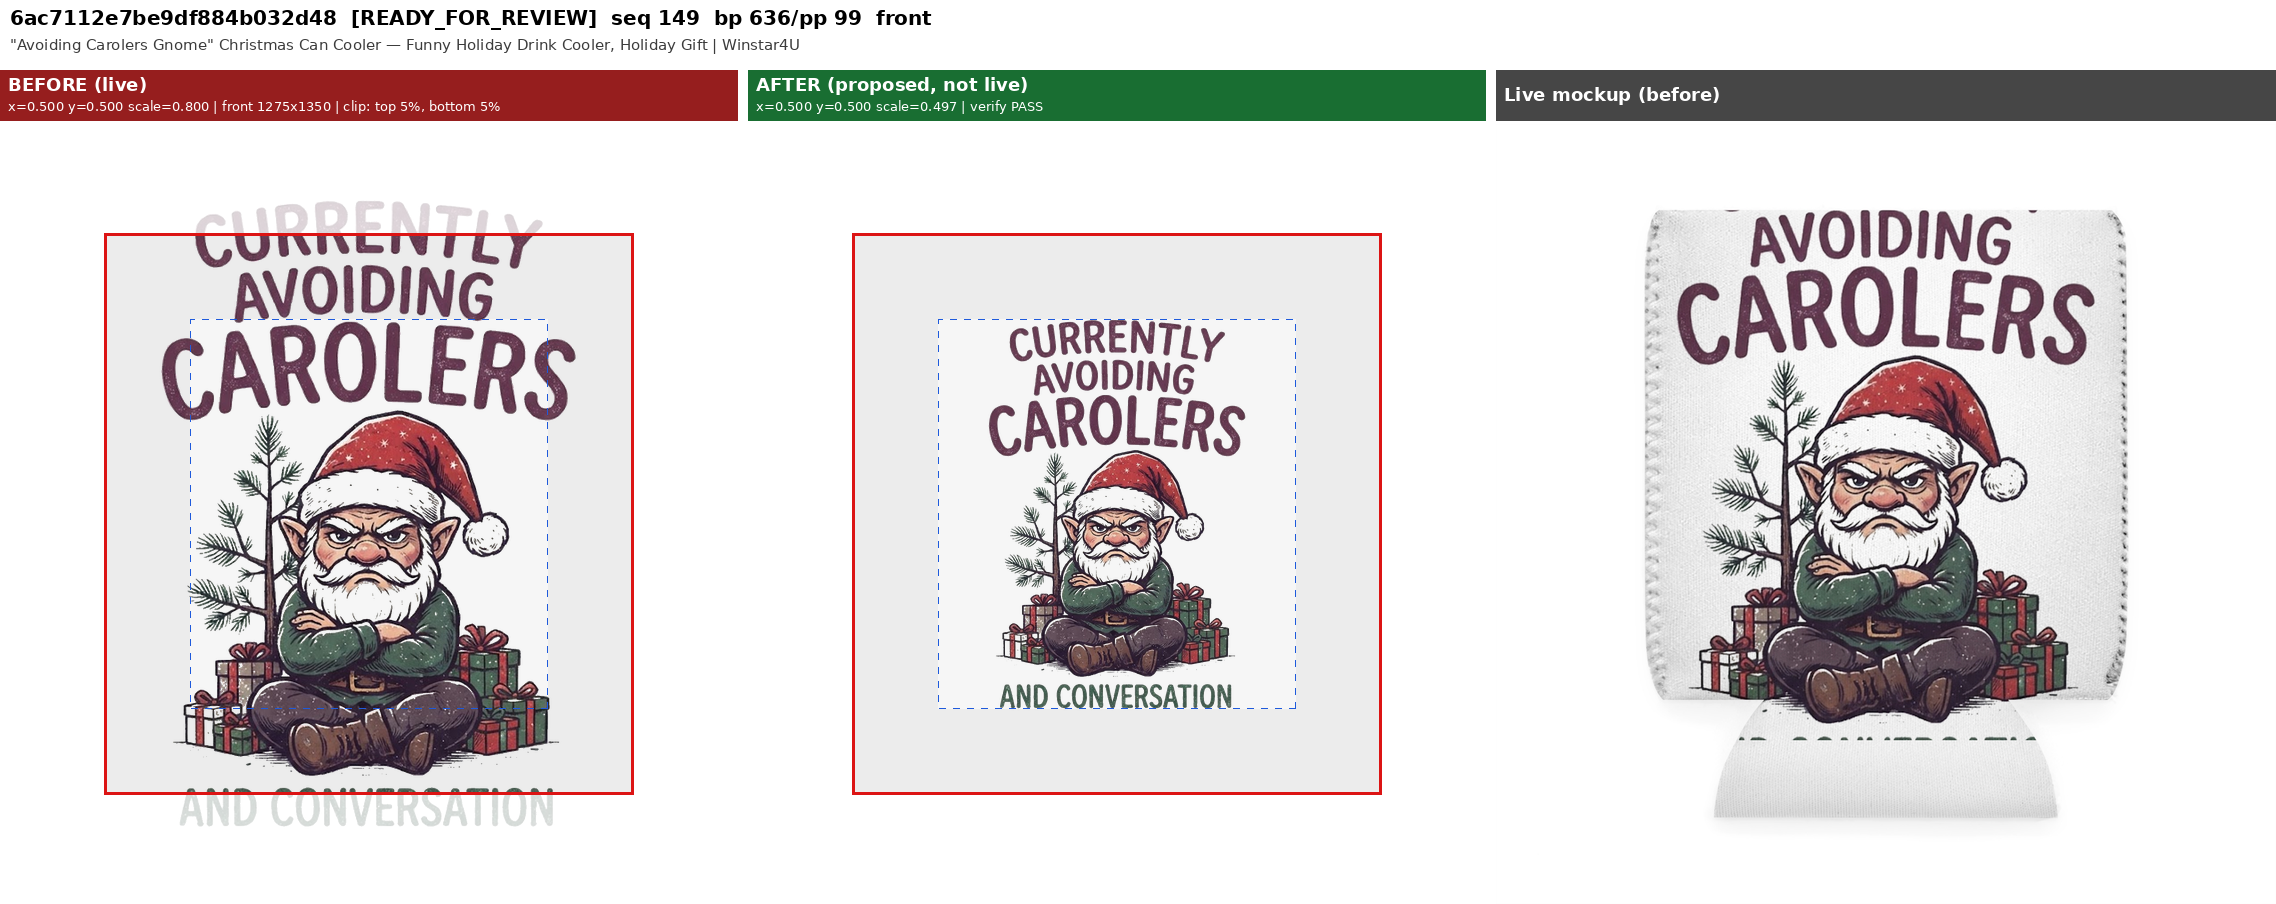 6ac7112e7be9df884b032d48 [READY_FOR_REVIEW] seq 149 bp 636/pp 99 front
"Avoiding Carolers Gnome" Christmas Can Cooler — Funny Holiday Drink Cooler, Holiday Gift | Winstar4U
BEFORE (live)
x=0.500 y=0.500 scale=0.800 | front 1275x1350 | clip: top 5%, bottom 5%
CURRENTLY
AVOIDING
CAROLERS
AND CONVERSATION
AFTER (proposed, not live)
x=0.500 y=0.500 scale=0.497 | verify PASS
CURRENTLY
AVOIDING
CAROLERS
AND CONVERSATION
Live mockup (before)
AVOIDING
CAROLERS